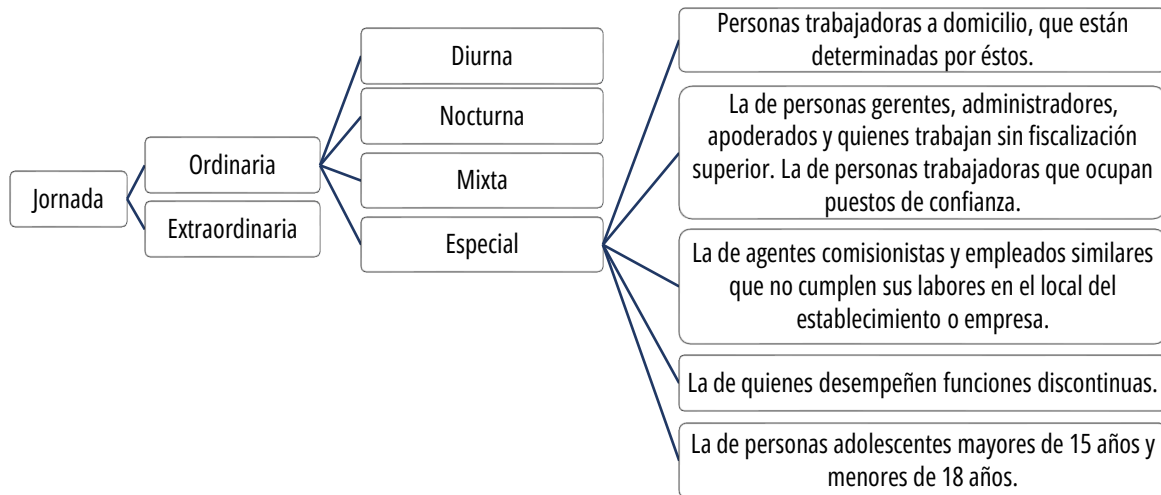 Jornada
Ordinaria
Extraordinaria
Diurna
Nocturna
Mixta
Especial
Personas trabajadoras a domicilio, que están
determinadas por éstos.
La de personas gerentes, administradores,
apoderados y quienes trabajan sin fiscalización
superior. La de personas trabajadoras que ocupan
puestos de confianza.
La de agentes comisionistas y empleados similares
que no cumplen sus labores en el local del
establecimiento o empresa.
La de quienes desempeñen funciones discontinuas.
La de personas adolescentes mayores de 15 años y
menores de 18 años.